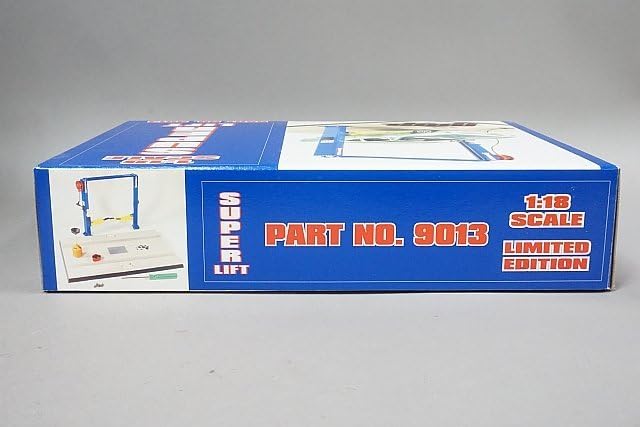 SUPER
LIFT
PART NO. 9013
1:18
SCALE
LIMITED
EDITION